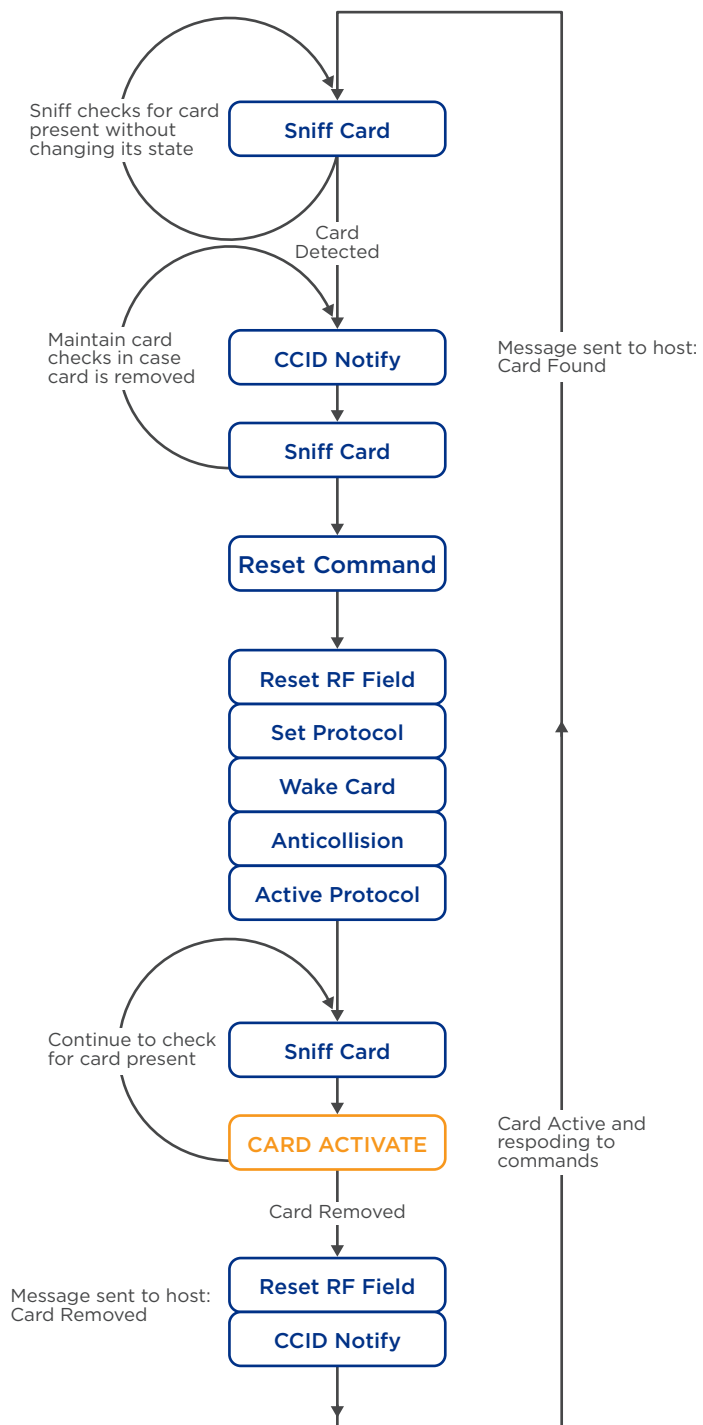 Sniff checks for card
present without
changing its state
Sniff Card
Card
Detected
Maintain card
checks in case
card is removed
CCID Notify
Message sent to host:
Card Found
Sniff Card
Reset Command
Reset RF Field
Set Protocol
Wake Card
Anticollision
Active Protocol
Continue to check
for card present
Sniff Card
CARD ACTIVATE
Card Active and
respoding to
commands
Card Removed
Message sent to host:
Card Removed
Reset RF Field
CCID Notify